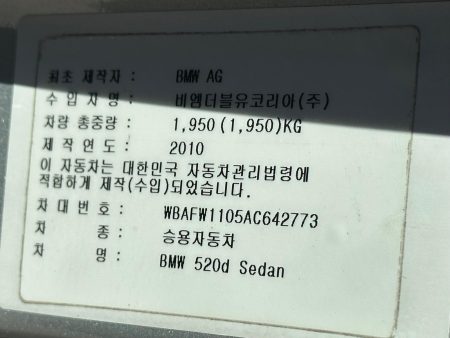 최초 제작자 : BMW AG
수 입 자 명 : 비엠더블유코리아(주)
차량 총중량 : 1,950 (1,950)KG
제 작 연 도 : 2010
이 자동차는 대한민국 자동차관리법령에
적합하게 제작(수입)되었습니다.
차 대 번 호 : WBAFW1105AC642773
차 종 : 승용자동차
차 명 : BMW 520d Sedan